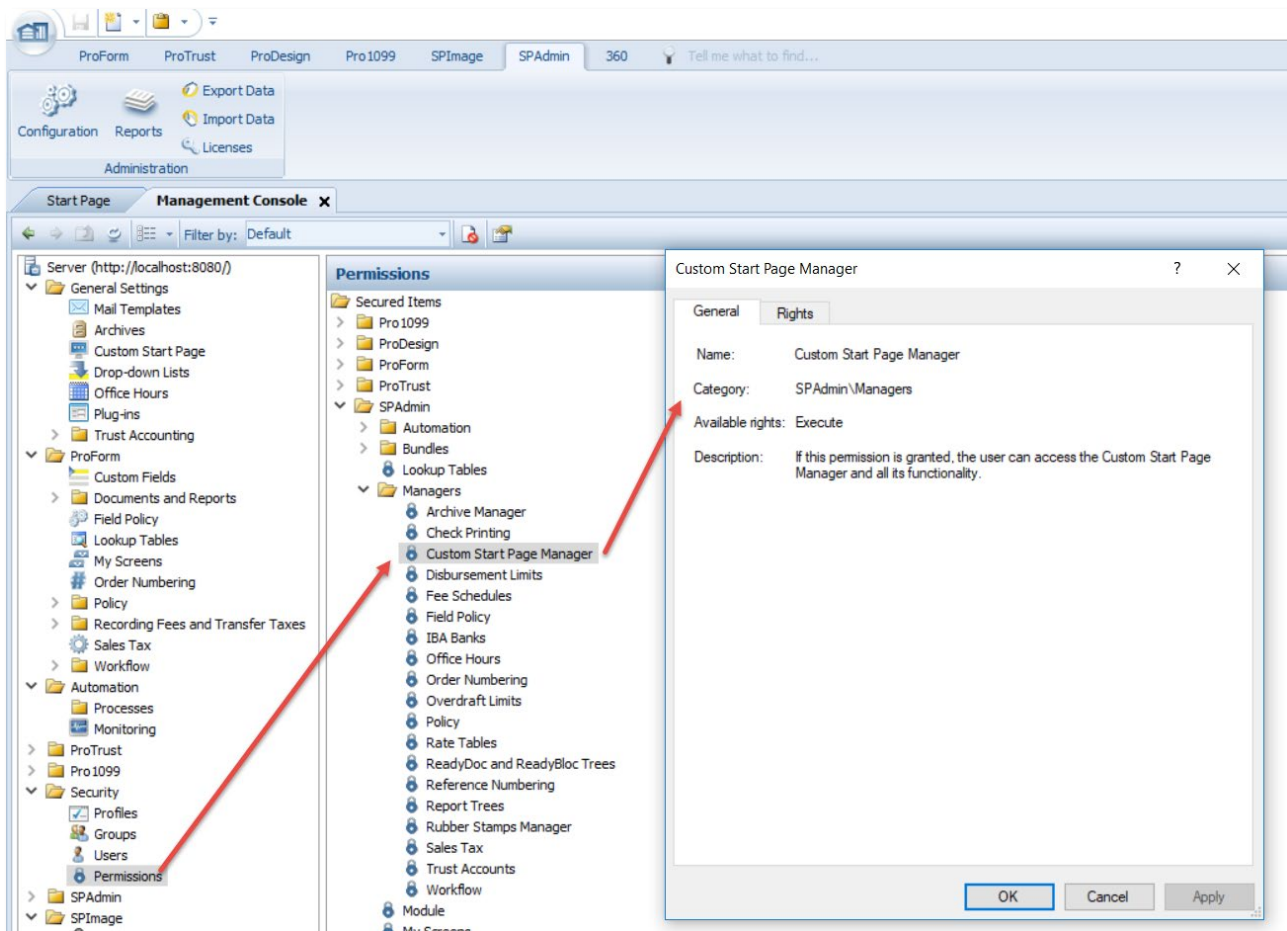 ProForm ProTrust ProDesign Pro1099 SPImage SPAdmin 360 Tell me what to find...
Configuration
Reports
Export Data
Import Data
Licenses
Administration
Start Page Management Console
Filter by: Default
Server (http://localhost:8080/)
General Settings
Mail Templates
Archives
Custom Start Page
Drop-down Lists
Office Hours
Plug-ins
Trust Accounting
ProForm
Custom Fields
Documents and Reports
Field Policy
Lookup Tables
My Screens
Order Numbering
Policy
Recording Fees and Transfer Taxes
Sales Tax
Workflow
Automation
Processes
Monitoring
ProTrust
Pro1099
Security
Profiles
Groups
Users
Permissions
SPAdmin
SPImage
Permissions
Secured Items
Pro1099
ProDesign
ProForm
ProTrust
SPAdmin
Automation
Bundles
Lookup Tables
Managers
Archive Manager
Check Printing
Custom Start Page Manager
Disbursement Limits
Fee Schedules
Field Policy
IBA Banks
Office Hours
Order Numbering
Overdraft Limits
Policy
Rate Tables
ReadyDoc and ReadyBloc Trees
Reference Numbering
Report Trees
Rubber Stamps Manager
Sales Tax
Trust Accounts
Workflow
Module
My Screens
Custom Start Page Manager ?
General Rights
Name: Custom Start Page Manager
Category: SPAdmin\Managers
Available rights: Execute
Description: If this permission is granted, the user can access the Custom Start Page
Manager and all its functionality.
OK Cancel Apply